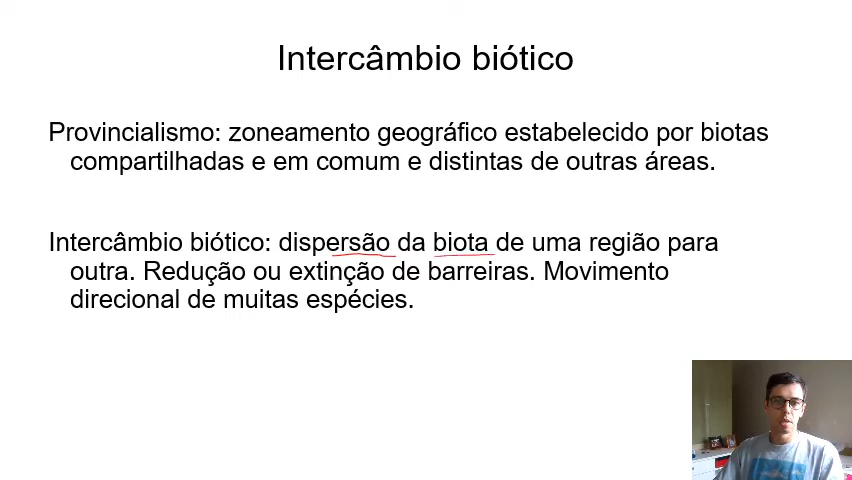 Intercâmbio biótico
Provincialismo: zoneamento geográfico estabelecido por biotas
compartilhadas e em comum e distintas de outras áreas.
Intercâmbio biótico: dispersão da biota de uma região para
outra. Redução ou extinção de barreiras. Movimento
direcional de muitas espécies.